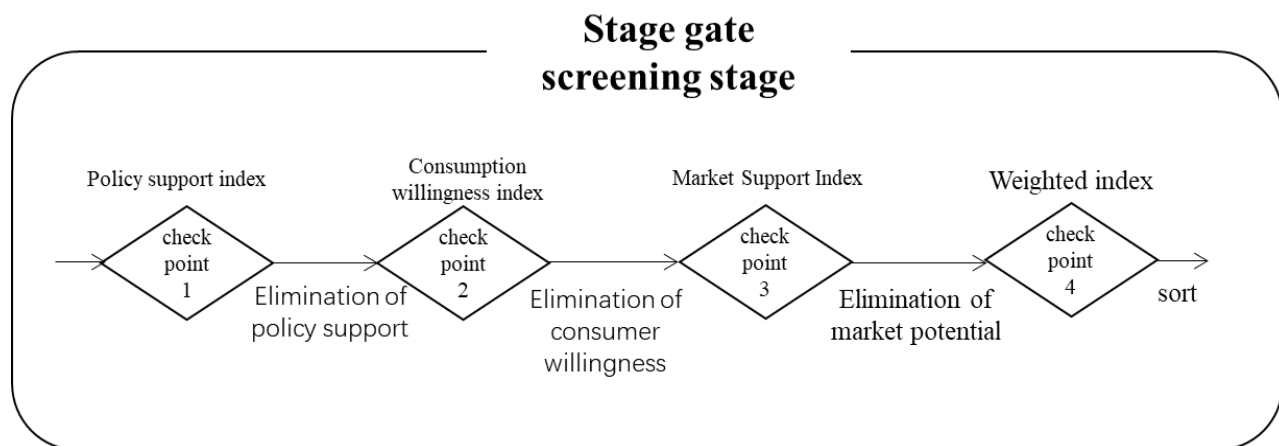 Stage gate
screening stage
Policy support index
Consumption
willingness index
Market Support Index
Weighted index
check
point
1
check
point
2
check
point
3
check
point
4
Elimination of
policy support
Elimination of
consumer
willingness
Elimination of
market potential
sort